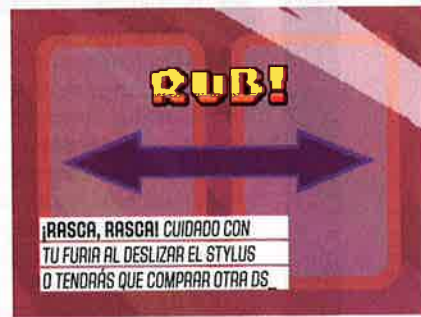 RUB!
¡RASCA, RASCA! CUIDADO CON
TU FURIA AL DESLIZAR EL STYLUS
O TENDRÁS QUE COMPRAR OTRA DS_